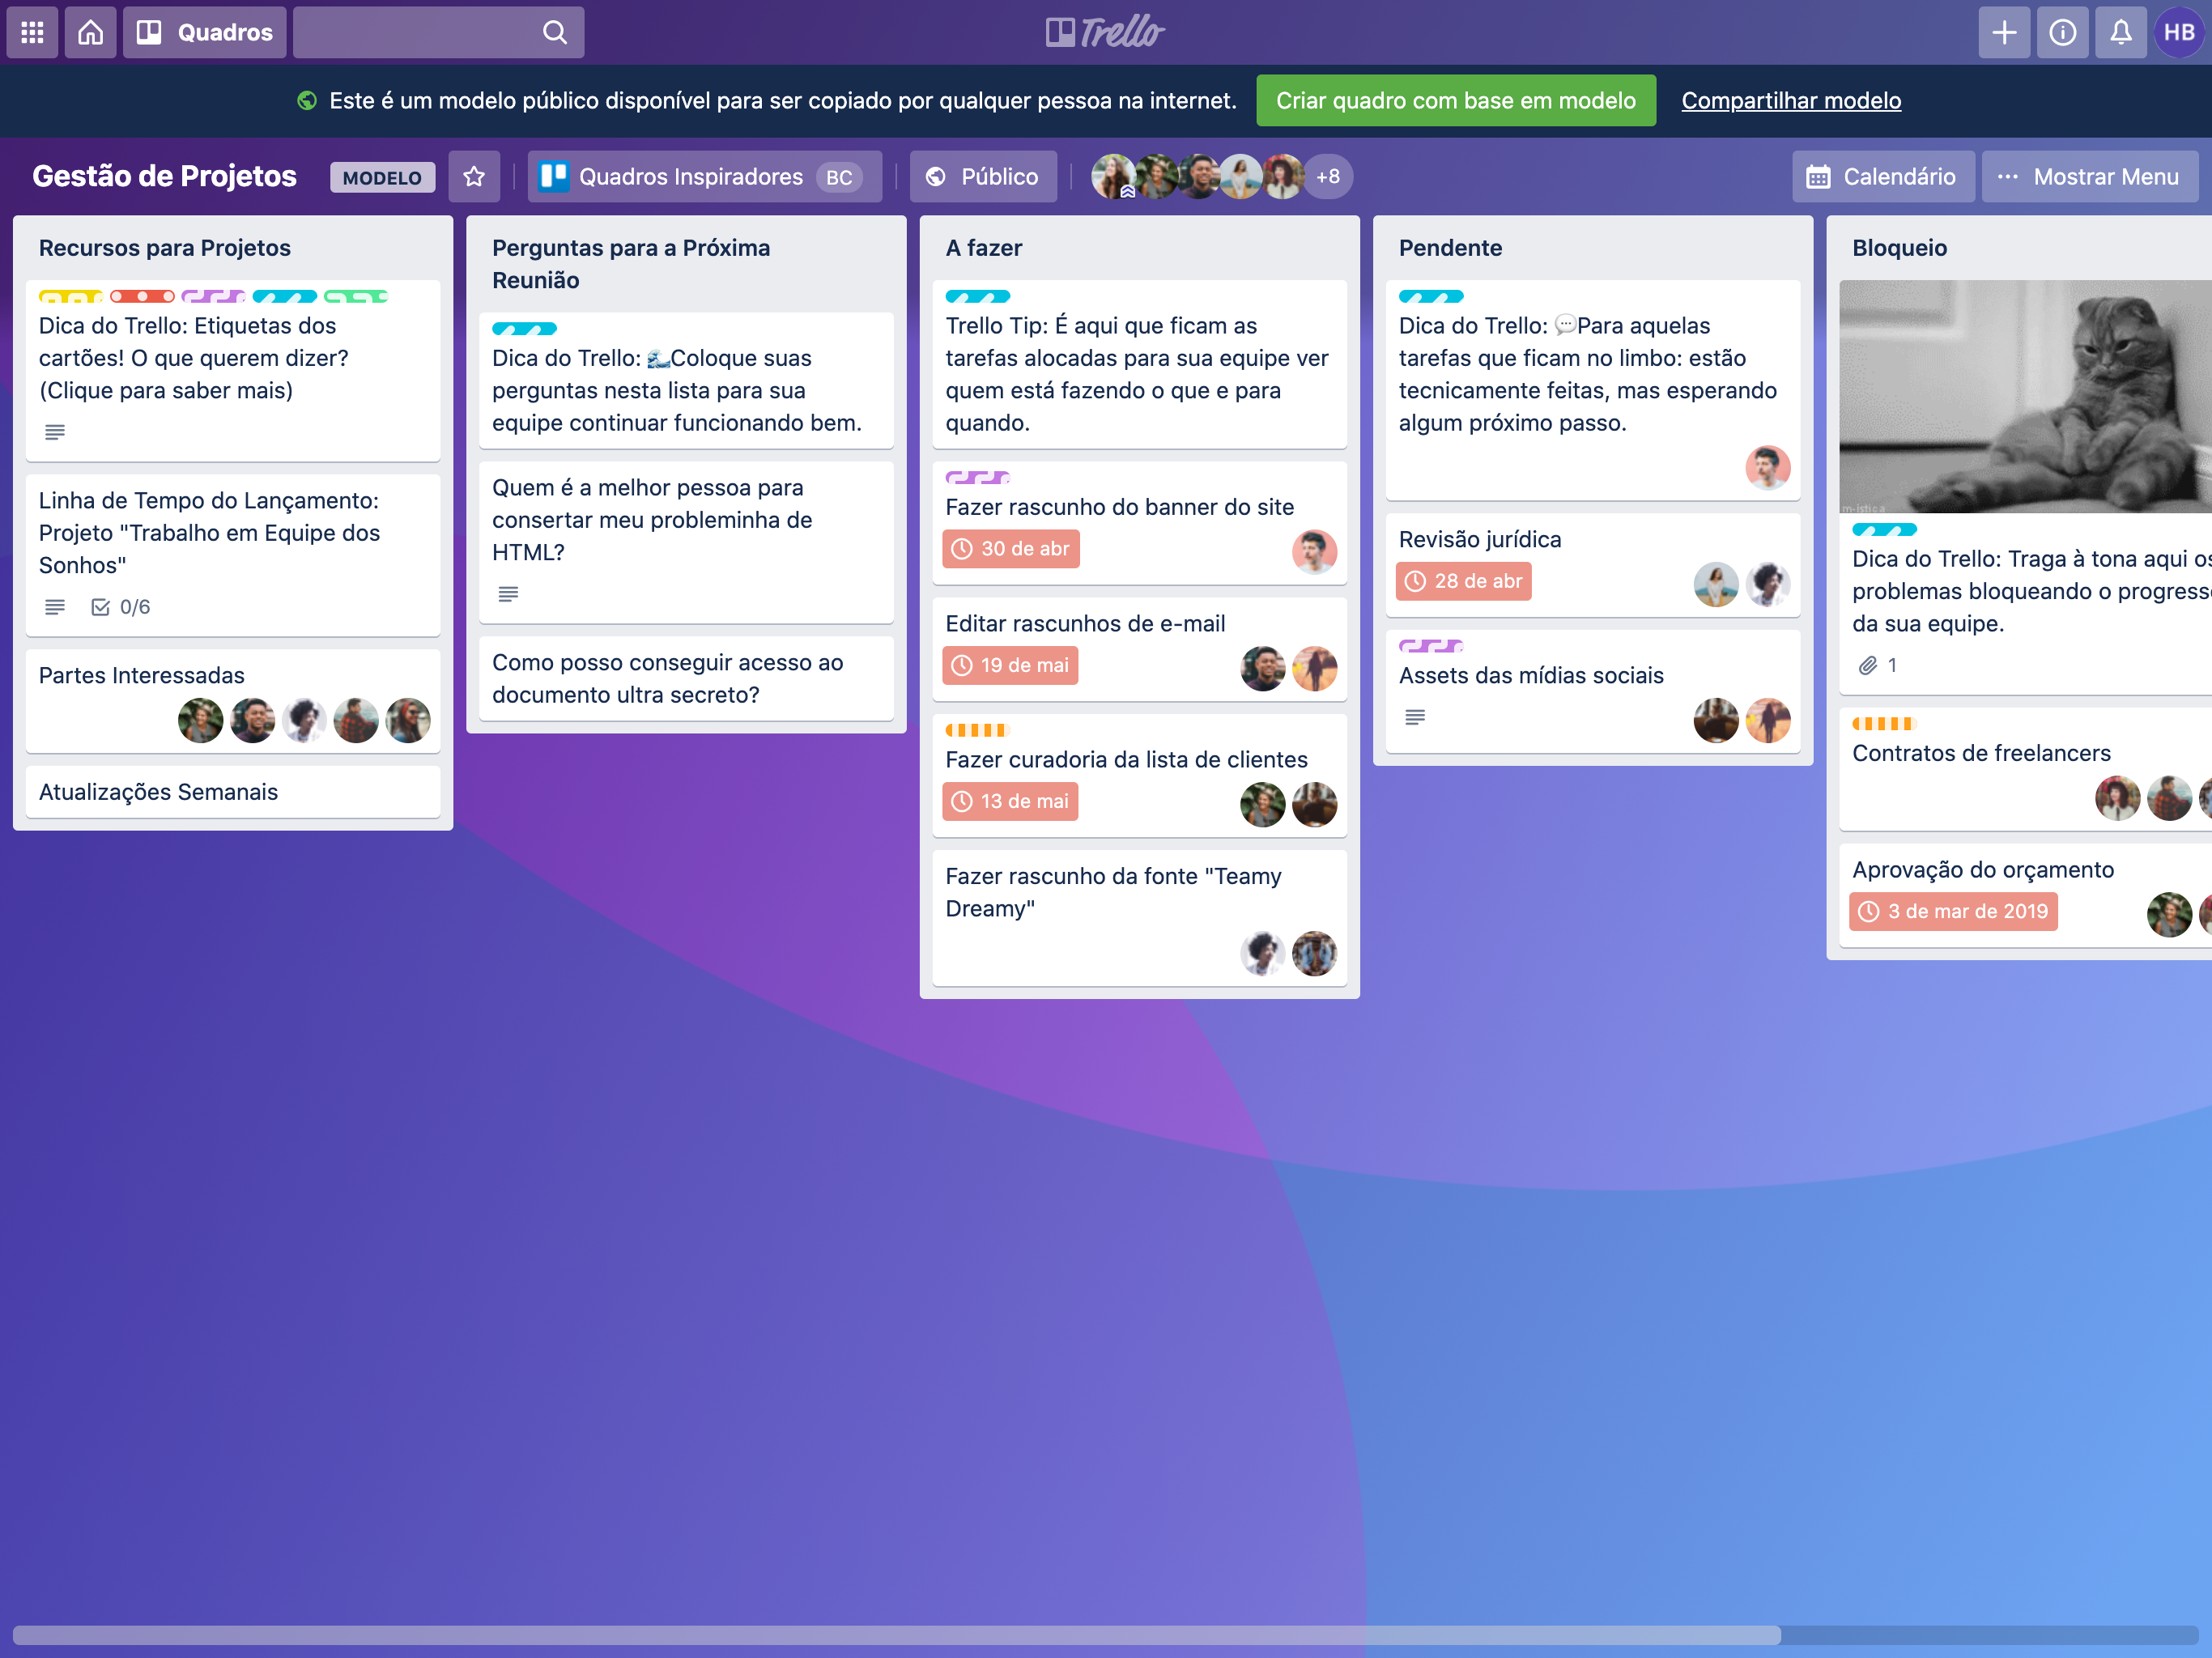 Quadros
Trello
HB
Este é um modelo público disponível para ser copiado por qualquer pessoa na internet.
Criar quadro com base em modelo
Compartilhar modelo
Gestão de Projetos
MODELO
Quadros Inspiradores
BC
Público
+8
Calendário
Mostrar Menu
Recursos para Projetos
Dica do Trello: Etiquetas dos
cartões! O que querem dizer?
(Clique para saber mais)
Linha de Tempo do Lançamento:
Projeto "Trabalho em Equipe dos
Sonhos"
0/6
Partes Interessadas
Atualizações Semanais
Perguntas para a Próxima
Reunião
Dica do Trello: 🌊Coloque suas
perguntas nesta lista para sua
equipe continuar funcionando bem.
Quem é a melhor pessoa para
consertar meu probleminha de
HTML?
Como posso conseguir acesso ao
documento ultra secreto?
A fazer
Trello Tip: É aqui que ficam as
tarefas alocadas para sua equipe ver
quem está fazendo o que e para
quando.
Fazer rascunho do banner do site
30 de abr
Editar rascunhos de e-mail
19 de mai
Fazer curadoria da lista de clientes
13 de mai
Fazer rascunho da fonte "Teamy
Dreamy"
Pendente
Dica do Trello: 💬Para aquelas
tarefas que ficam no limbo: estão
tecnicamente feitas, mas esperando
algum próximo passo.
Revisão jurídica
28 de abr
Assets das mídias sociais
Bloqueio
m-istica
Dica do Trello: Traga à tona aqui os
problemas bloqueando o progresso
da sua equipe.
1
Contratos de freelancers
Aprovação do orçamento
3 de mar de 2019